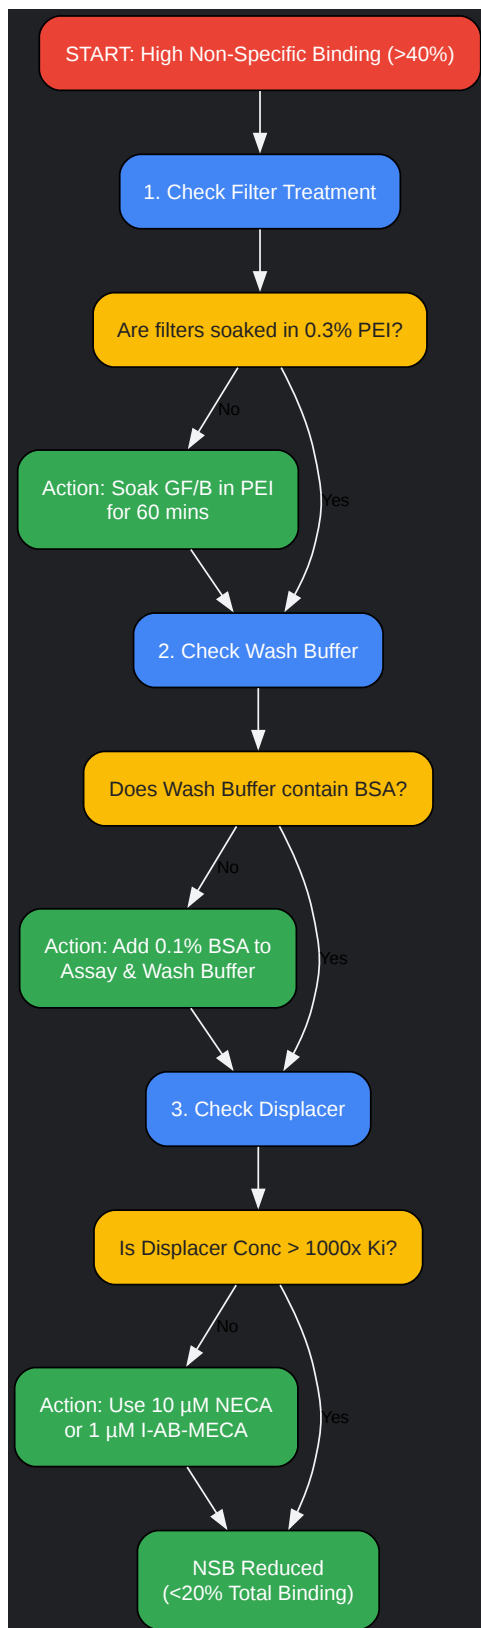 START: High Non-Specific Binding (>40%)
1. Check Filter Treatment
Are filters soaked in 0.3% PEI?
No
Action: Soak GF/B in PEI
for 60 mins
Yes
2. Check Wash Buffer
Does Wash Buffer contain BSA?
No
Action: Add 0.1% BSA to
Assay & Wash Buffer
Yes
3. Check Displacer
Is Displacer Conc > 1000x Ki?
No
Action: Use 10 µM NECA
or 1 µM I-AB-MECA
Yes
NSB Reduced
(<20% Total Binding)